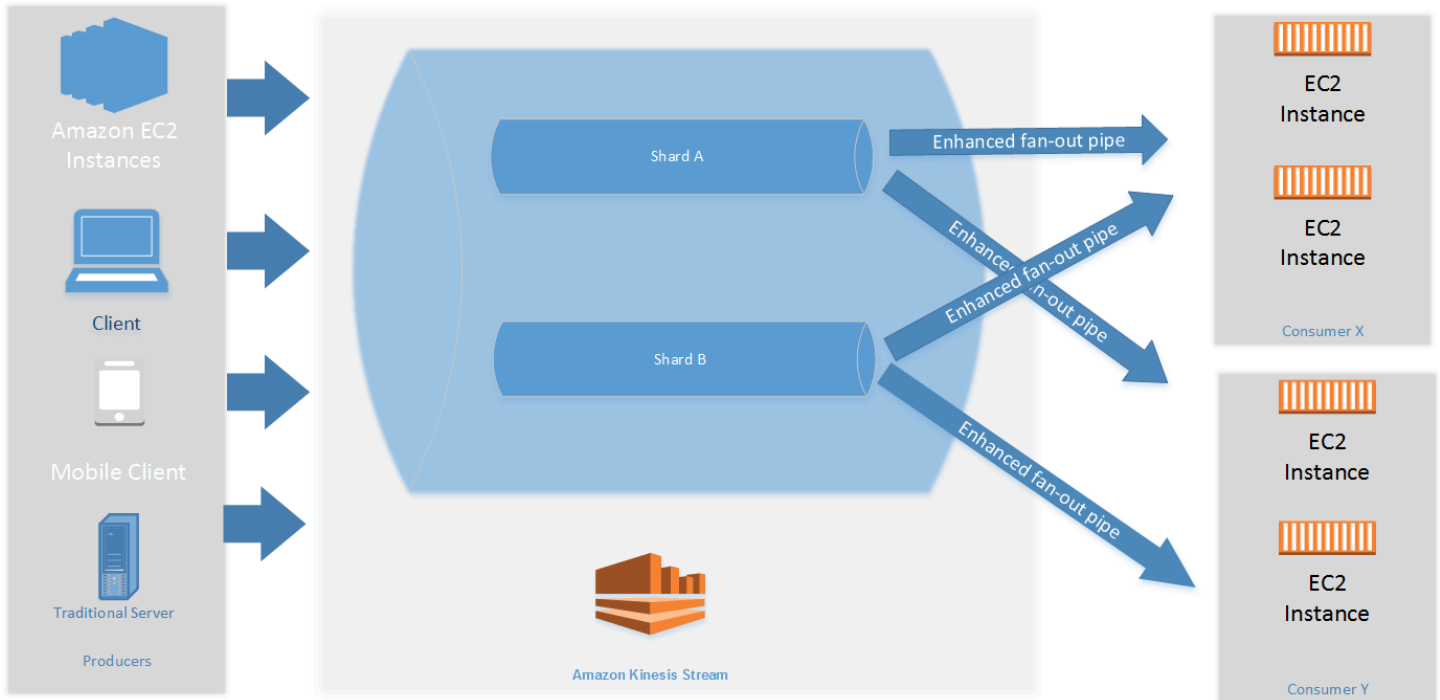 Amazon EC2
Instances
Client
Mobile Client
Traditional Server
Producers
Shard A
Shard B
Enhanced fan-out pipe
Enhanced fan-out pipe
Enhanced fan-out pipe
Enhanced fan-out pipe
Amazon Kinesis Stream
EC2
Instance
EC2
Instance
Consumer X
EC2
Instance
EC2
Instance
Consumer Y